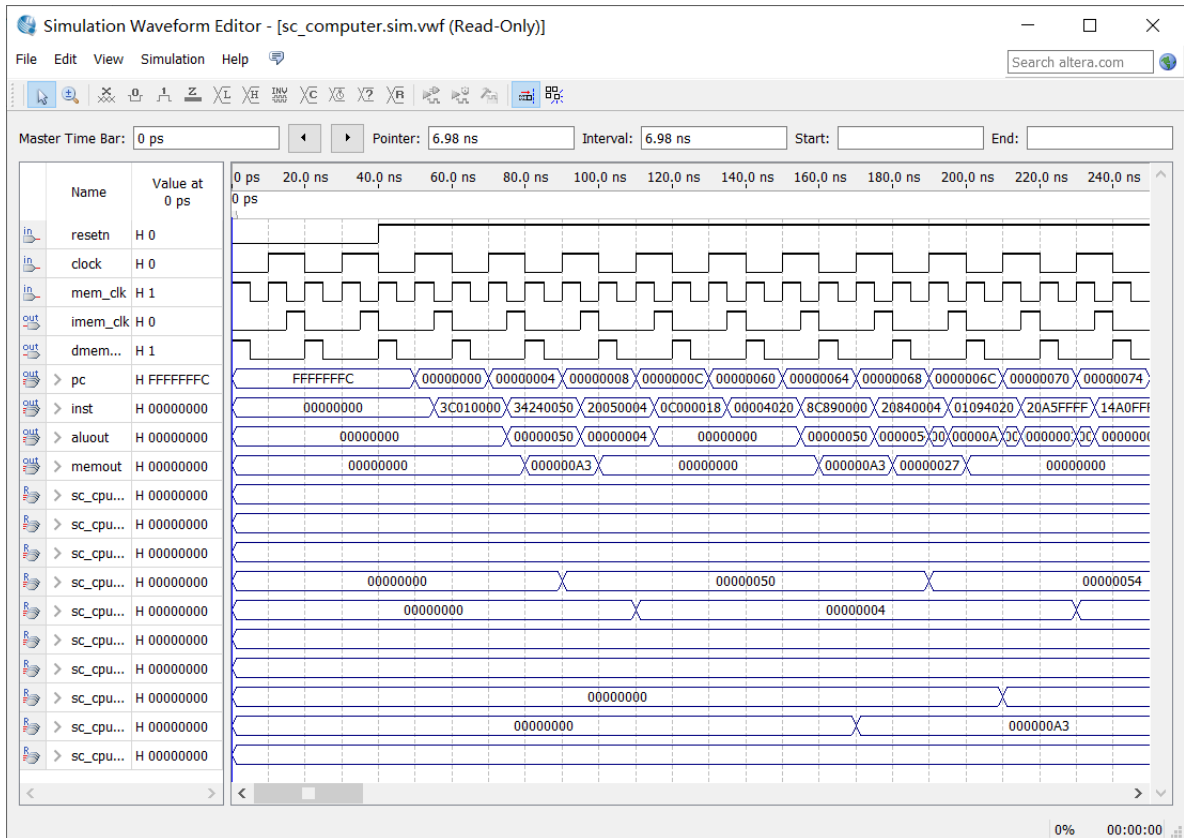 Simulation Waveform Editor - [sc_computer.sim.vwf (Read-Only)]
File Edit View Simulation Help
Search altera.com
Master Time Bar: 0 ps Pointer: 6.98 ns Interval: 6.98 ns Start: End:
Name Value at 0 ps
0 ps 20.0 ns 40.0 ns 60.0 ns 80.0 ns 100.0 ns 120.0 ns 140.0 ns 160.0 ns 180.0 ns 200.0 ns 220.0 ns 240.0 ns
0 ps
resetn H 0
clock H 0
mem_clk H 1
imem_clk H 0
dmem... H 1
pc H FFFFFFFC FFFFFFFC 00000000 00000004 00000008 0000000C 00000060 00000064 00000068 0000006C 00000070 00000074
inst H 00000000 00000000 3C010000 34240050 20050004 0C000018 00004020 8C890000 20840004 01094020 20A5FFFF 14A0FFF
aluout H 00000000 00000000 00000050 00000004 00000000 00000050 000005 00 00000A 0C 000000 0C 0000000
memout H 00000000 00000000 000000A3 00000000 000000A3 00000027 00000000
sc_cpu... H 00000000
sc_cpu... H 00000000
sc_cpu... H 00000000
sc_cpu... H 00000000 00000000 00000050 00000054
sc_cpu... H 00000000 00000000 00000004
sc_cpu... H 00000000
sc_cpu... H 00000000
sc_cpu... H 00000000 00000000
sc_cpu... H 00000000 00000000 000000A3
sc_cpu... H 00000000
0% 00:00:00